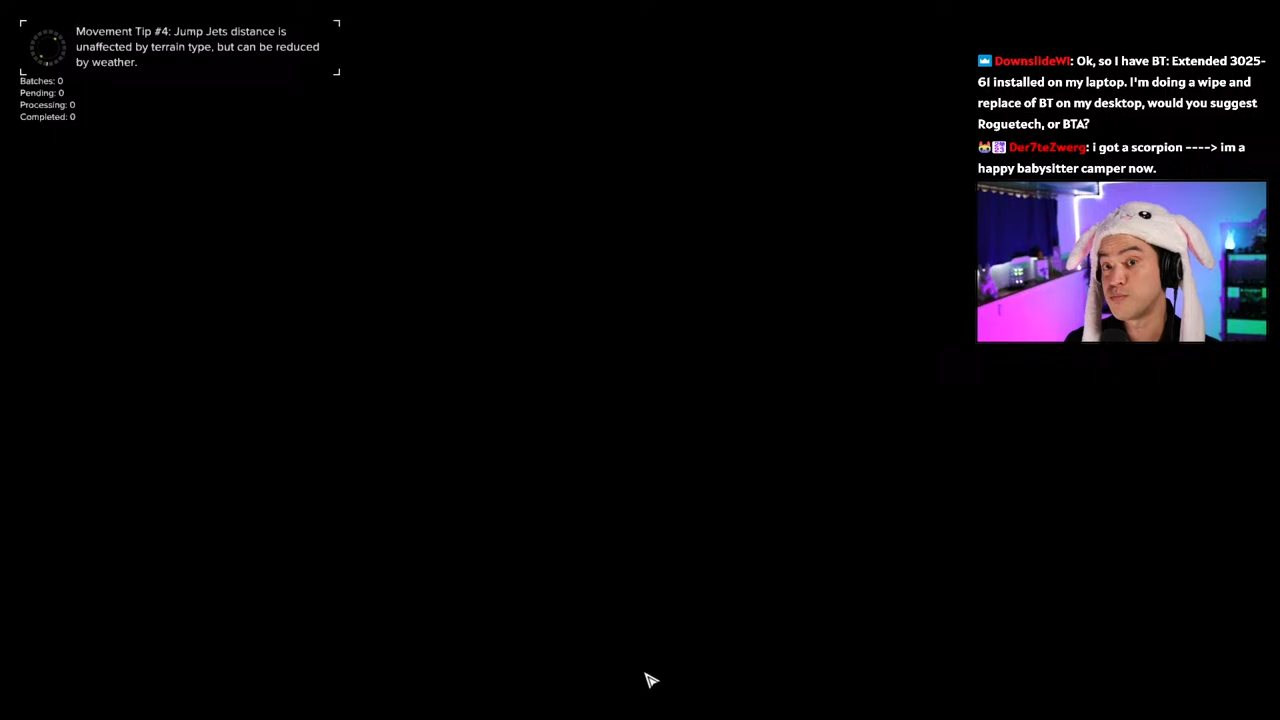 Movement Tip #4: Jump Jets distance is
unaffected by terrain type, but can be reduced
by weather.
Batches: 0
Pending: 0
Processing: 0
Completed: 0
DownslideWI: Ok, so I have BT: Extended 3025-
61 installed on my laptop. I'm doing a wipe and
replace of BT on my desktop, would you suggest
Roguetech, or BTA?
Der7teZwerg: i got a scorpion ----> im a
happy babysitter camper now.